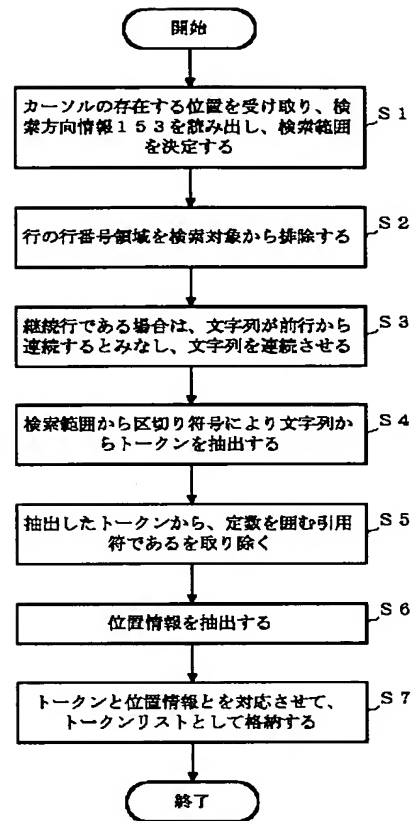 開始
カーソルの存在する位置を受け取り、検
索方向情報153を読み出し、検索範囲
を決定する
S1
行の行番号領域を検索対象から排除する
S2
継続行である場合は、文字列が前行から
連続するとみなし、文字列を連続させる
S3
検索範囲から区切り符号により文字列か
らトークンを抽出する
S4
抽出したトークンから、定数を囲む引用
符であるを取り除く
S5
位置情報を抽出する
S6
トークンと位置情報とを対応させて、
トークンリストとして格納する
S7
終了